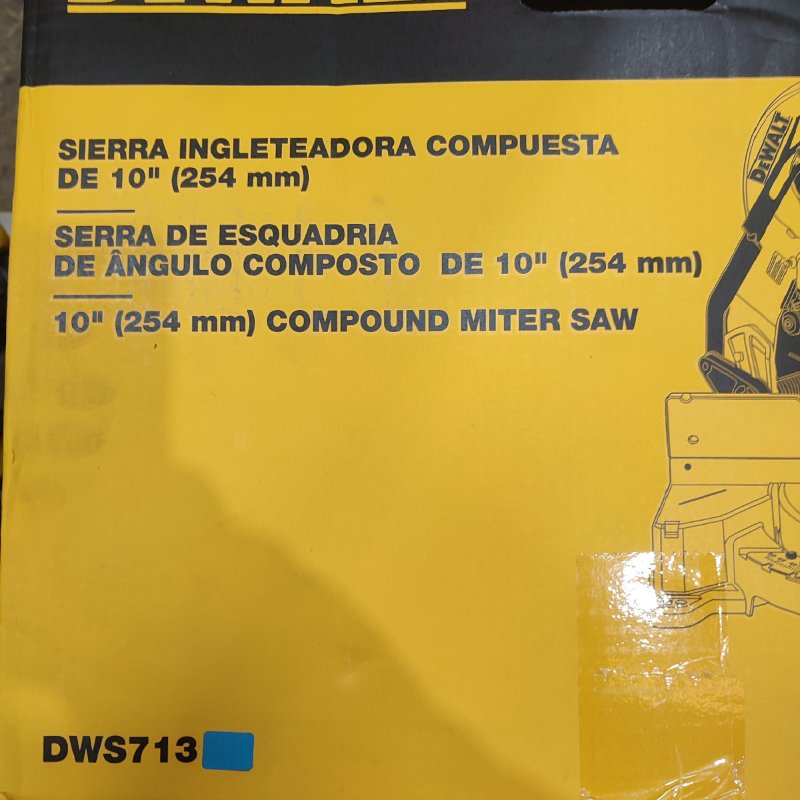 SIERRA INGLETEADORA COMPUESTA
DE 10" (254 mm)
SERRA DE ESQUADRIA
DE ÂNGULO COMPOSTO DE 10" (254 mm)
10" (254 mm) COMPOUND MITER SAW
DEWALT
DWS713